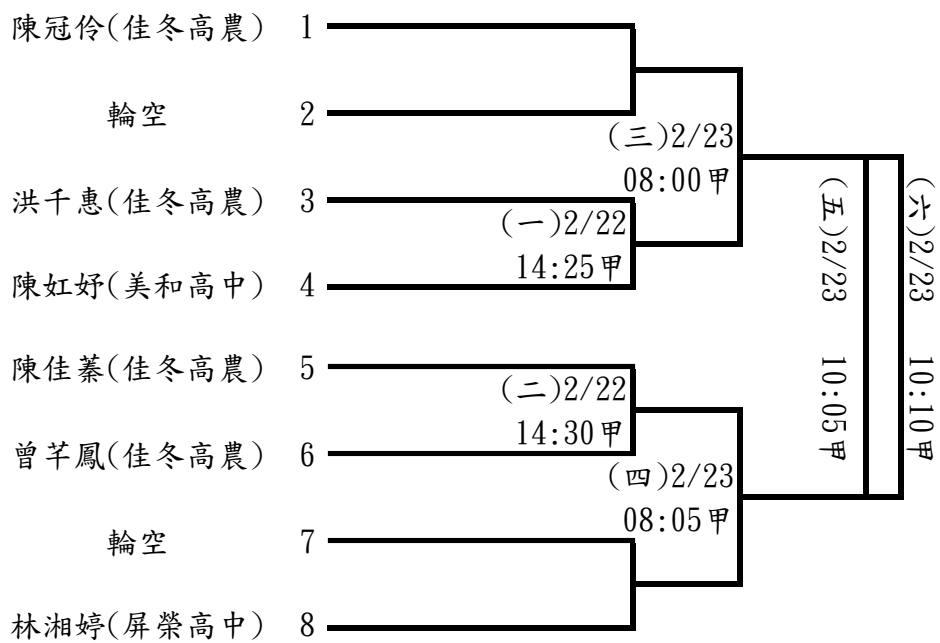 陳冠伶(佳冬高農) 1
輪空 2
(三)2/23
08:00甲
洪千惠(佳冬高農) 3
(一)2/22
14:25甲
陳虹妤(美和高中) 4
(五)2/23 10:05甲
(六)2/23 10:10甲
陳佳蓁(佳冬高農) 5
(二)2/22
14:30甲
曾芊鳳(佳冬高農) 6
(四)2/23
08:05甲
輪空 7
林湘婷(屏榮高中) 8